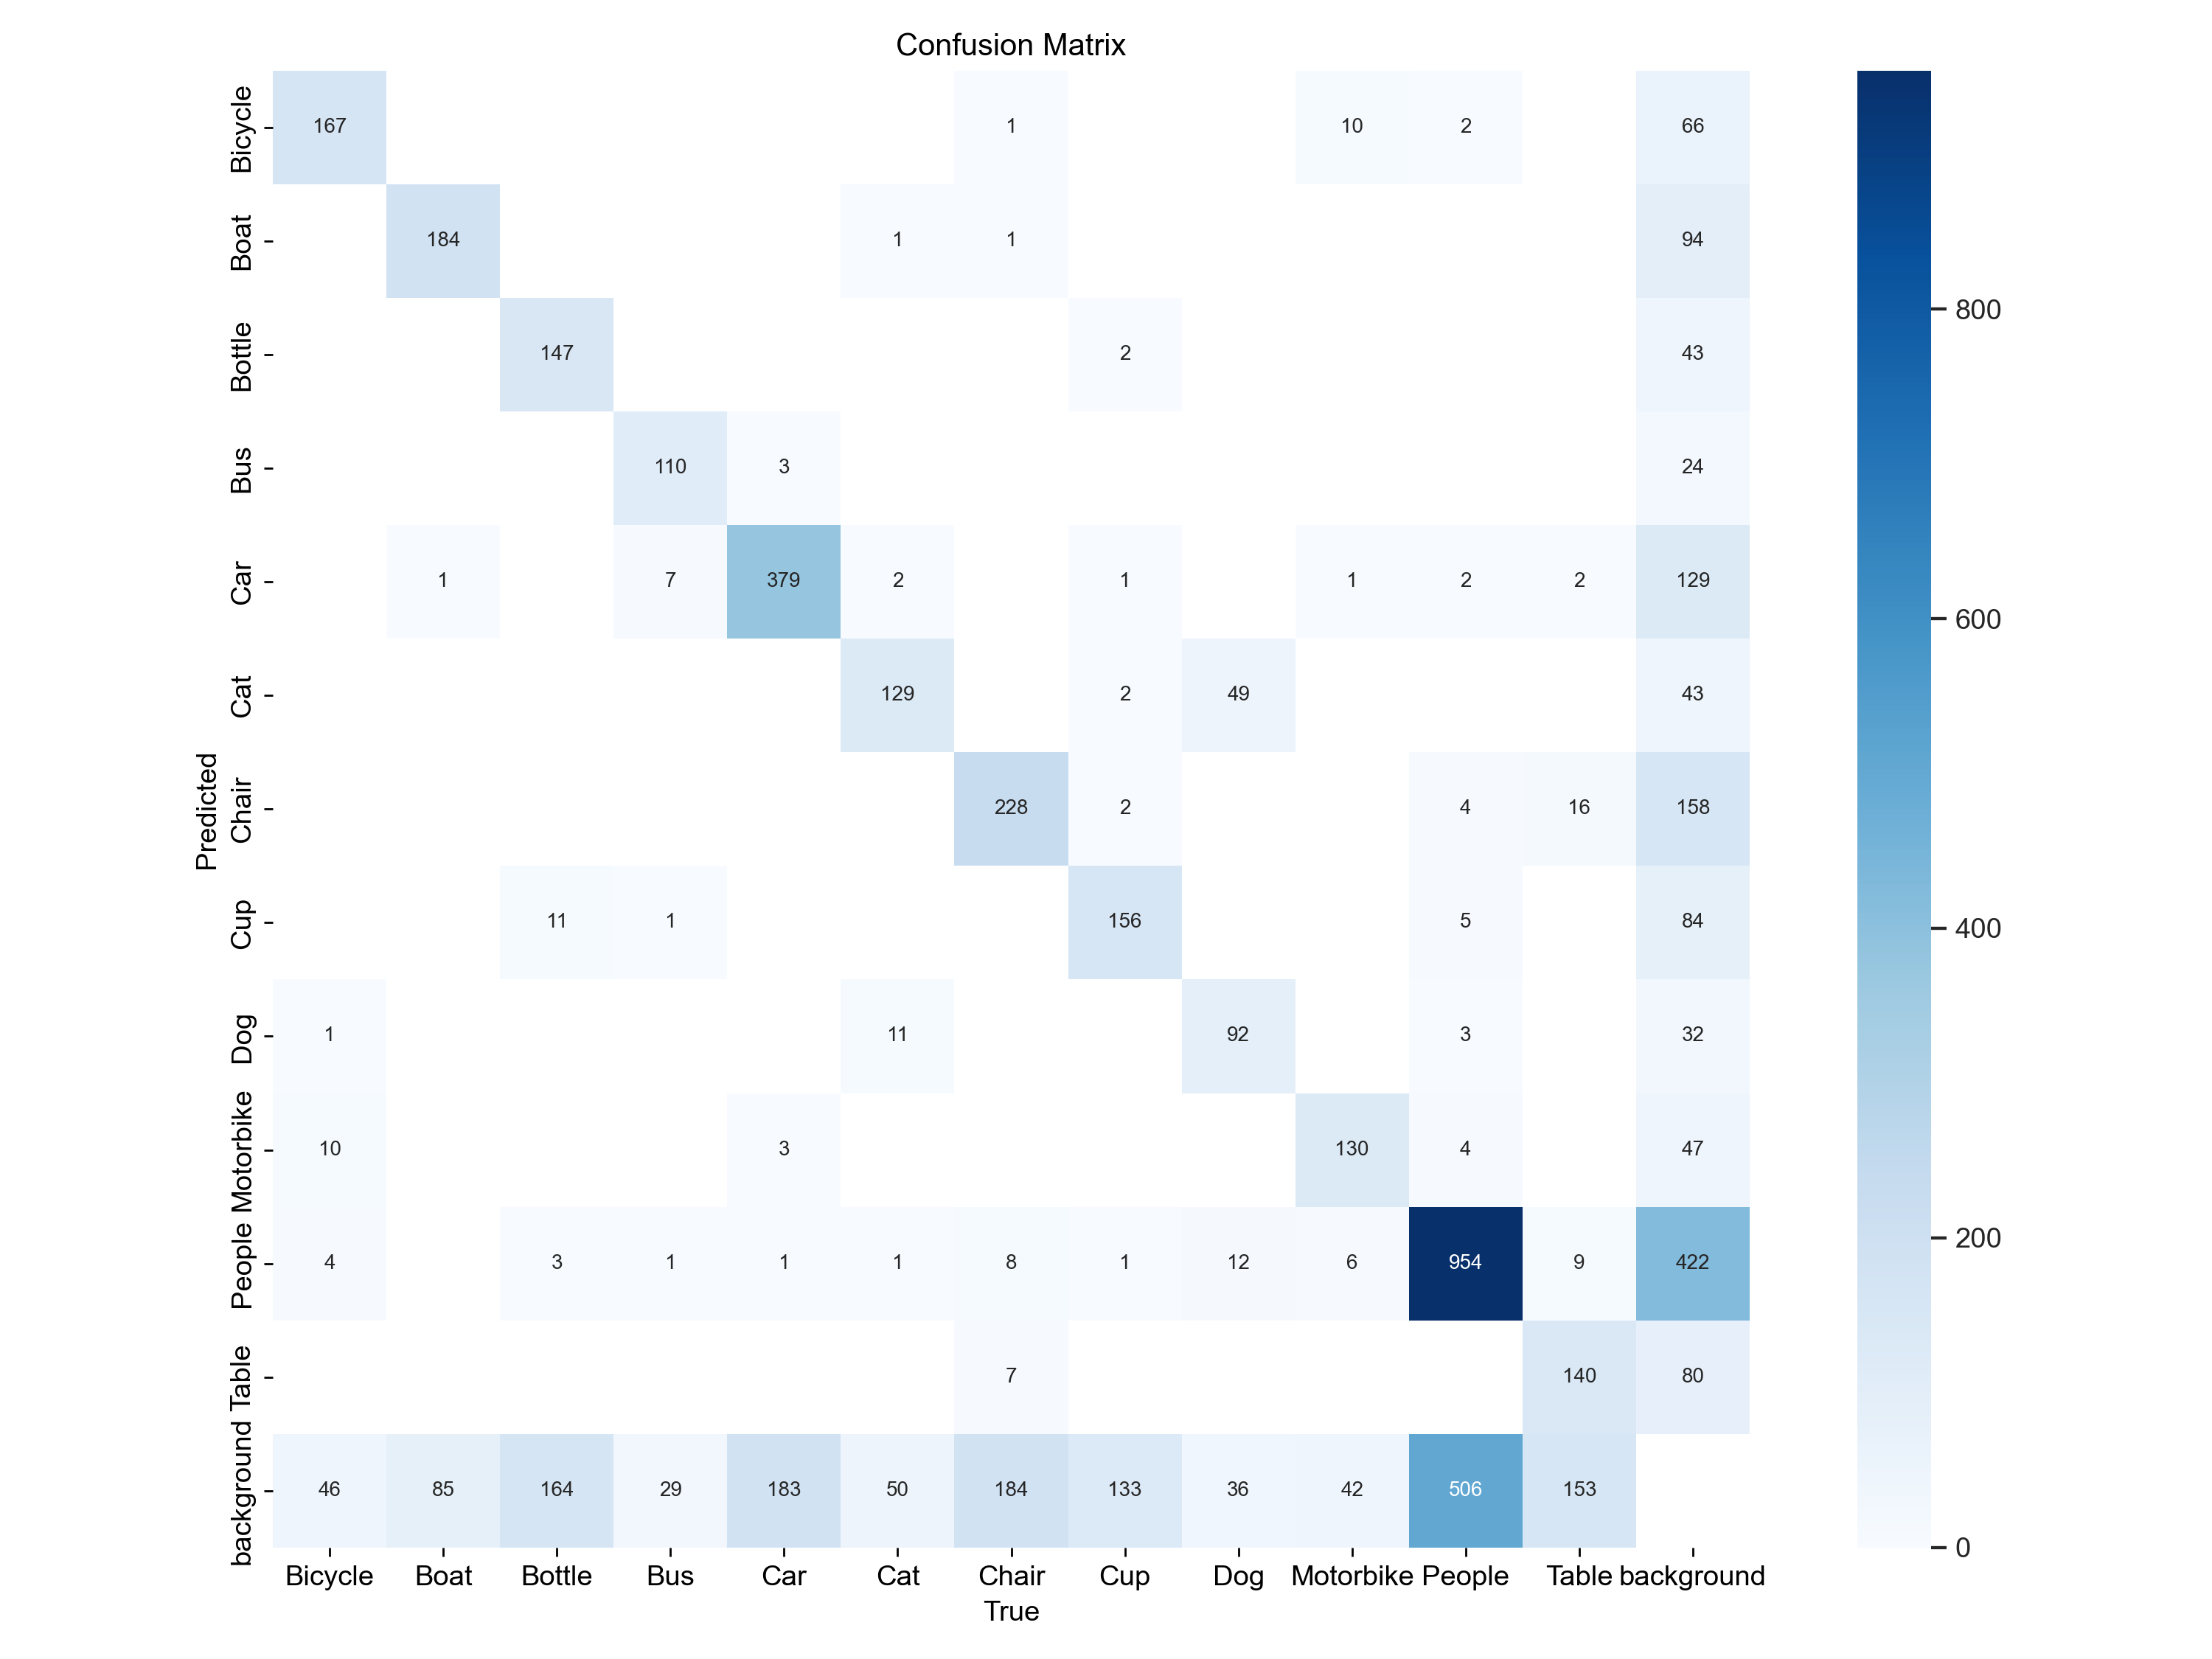 Confusion Matrix
Bicycle 167 1 10 2 66
Boat 184 1 1 94
Bottle 147 2 43
Bus 110 3 24
Car 1 7 379 2 1 1 2 2 129
Cat 129 2 49 43
Chair 228 2 4 16 158
Cup 11 1 156 5 84
Dog 1 11 92 3 32
Motorbike 10 3 130 4 47
People 4 3 1 1 1 8 1 12 6 954 9 422
Table 7 140 80
background 46 85 164 29 183 50 184 133 36 42 506 153
Predicted
Bicycle Boat Bottle Bus Car Cat Chair Cup Dog Motorbike People Table background
True
800
600
400
200
0